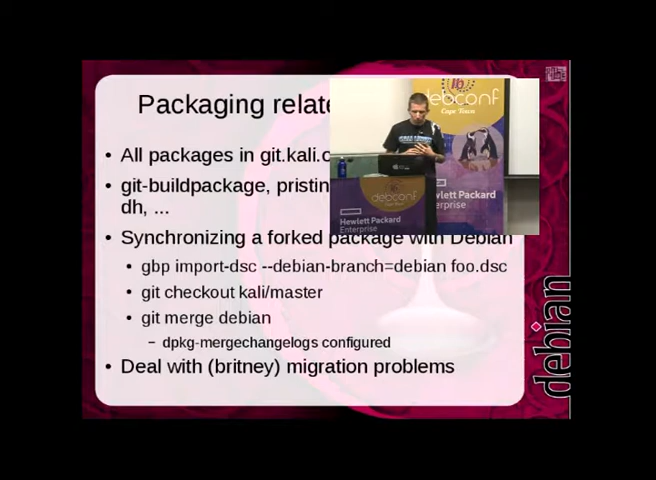 Packaging relate
• All packages in git.kali.o
• git-buildpackage, pristin
dh, ...
• Synchronizing a forked package with Debian
• gbp import-dsc --debian-branch=debian foo.dsc
• git checkout kali/master
• git merge debian
– dpkg-mergechangelogs configured
• Deal with (britney) migration problems
debian
debconf
Cape Town
Hewlett Packard
Enterprise
debconf
Hewlett Packard
Enterprise